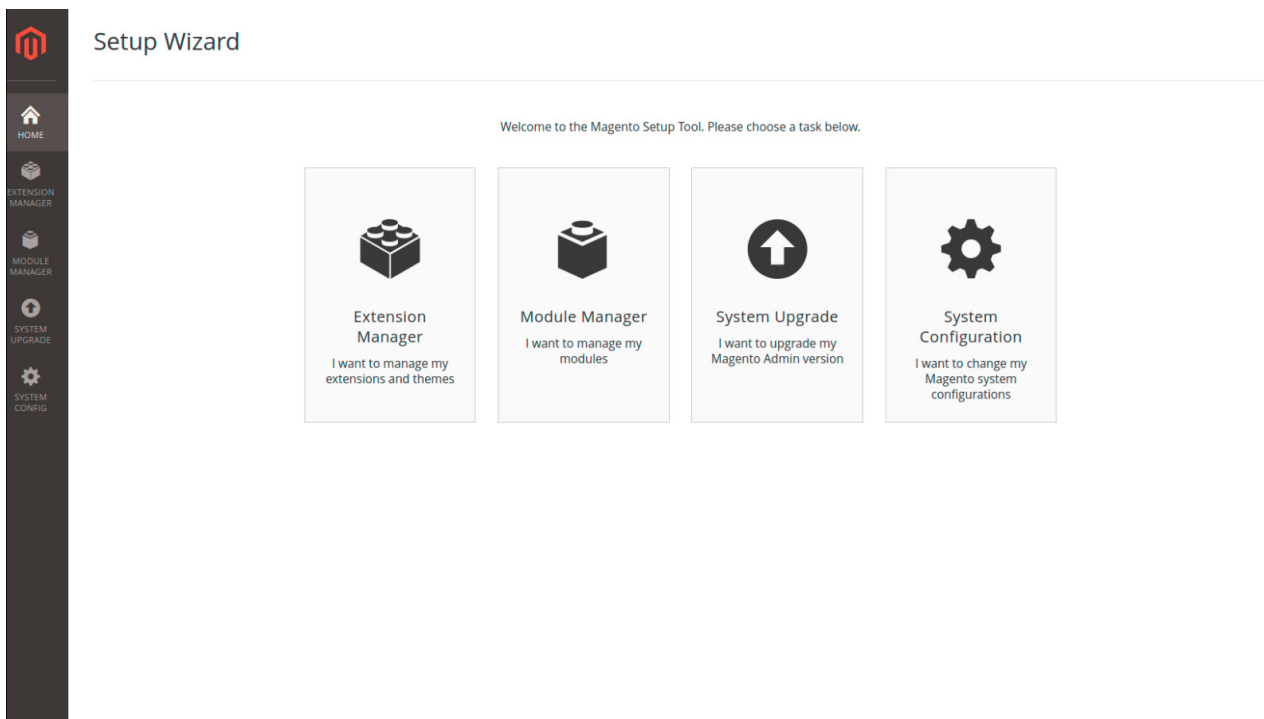 Setup Wizard
HOME
EXTENSION
MANAGER
MODULE
MANAGER
SYSTEM
UPGRADE
SYSTEM
CONFIG
Welcome to the Magento Setup Tool. Please choose a task below.
Extension
Manager
I want to manage my
extensions and themes
Module Manager
I want to manage my
modules
System Upgrade
I want to upgrade my
Magento Admin version
System
Configuration
I want to change my
Magento system
configurations